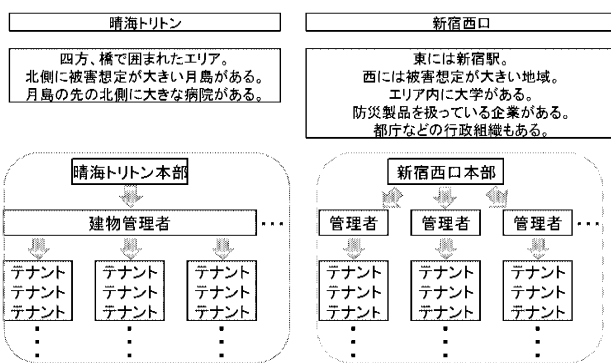 晴海トリトン
四方、橋で囲まれたエリア。
北側に被害想定が大きい月島がある。
月島の先の北側に大きな病院がある。
晴海トリトン本部
建物管理者
・・・
テナント テナント テナント
テナント テナント テナント
テナント テナント テナント
新宿西口
東には新宿駅。
西には被害想定が大きい地域。
エリア内に大学がある。
防災製品を扱っている企業がある。
都庁などの行政組織もある。
新宿西口本部
管理者 管理者 管理者 ・・・
テナント テナント テナント
テナント テナント テナント
テナント テナント テナント